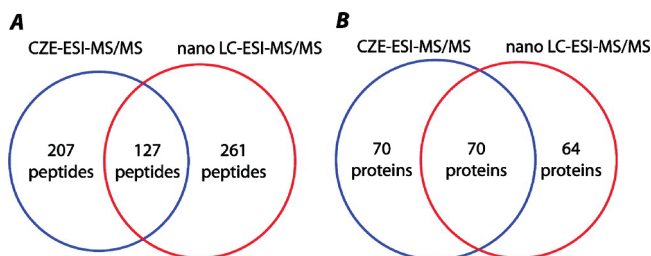 A
CZE-ESI-MS/MS
nano LC-ESI-MS/MS
207
peptides
127
peptides
261
peptides
B
CZE-ESI-MS/MS
nano LC-ESI-MS/MS
70
proteins
70
proteins
64
proteins